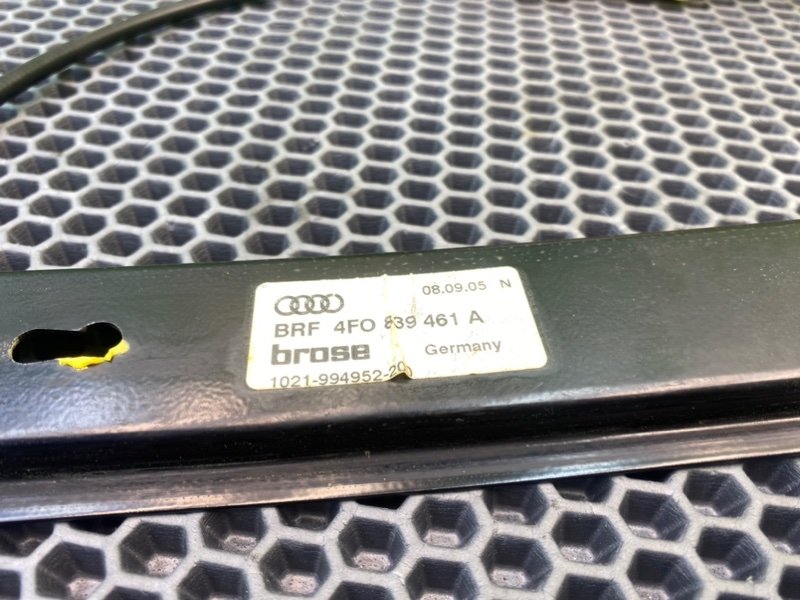 08.09.05 N
BRF 4F0 839 461 A
brose Germany
1021-994952-20